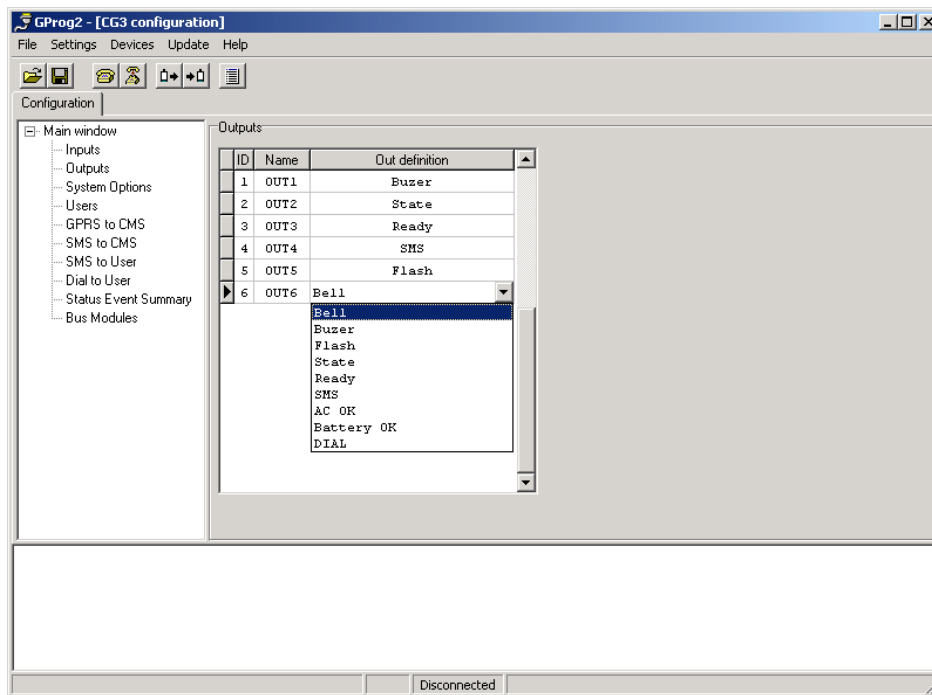 GProg2 - [CG3 configuration]
File Settings Devices Update Help
Configuration
Main window
Inputs
Outputs
System Options
Users
GPRS to CMS
SMS to CMS
SMS to User
Dial to User
Status Event Summary
Bus Modules
Outputs
ID Name Out definition
1 OUT1 Buzer
2 OUT2 State
3 OUT3 Ready
4 OUT4 SMS
5 OUT5 Flash
6 OUT6 Bell
Bell
Buzer
Flash
State
Ready
SMS
AC OK
Battery OK
DIAL
Disconnected